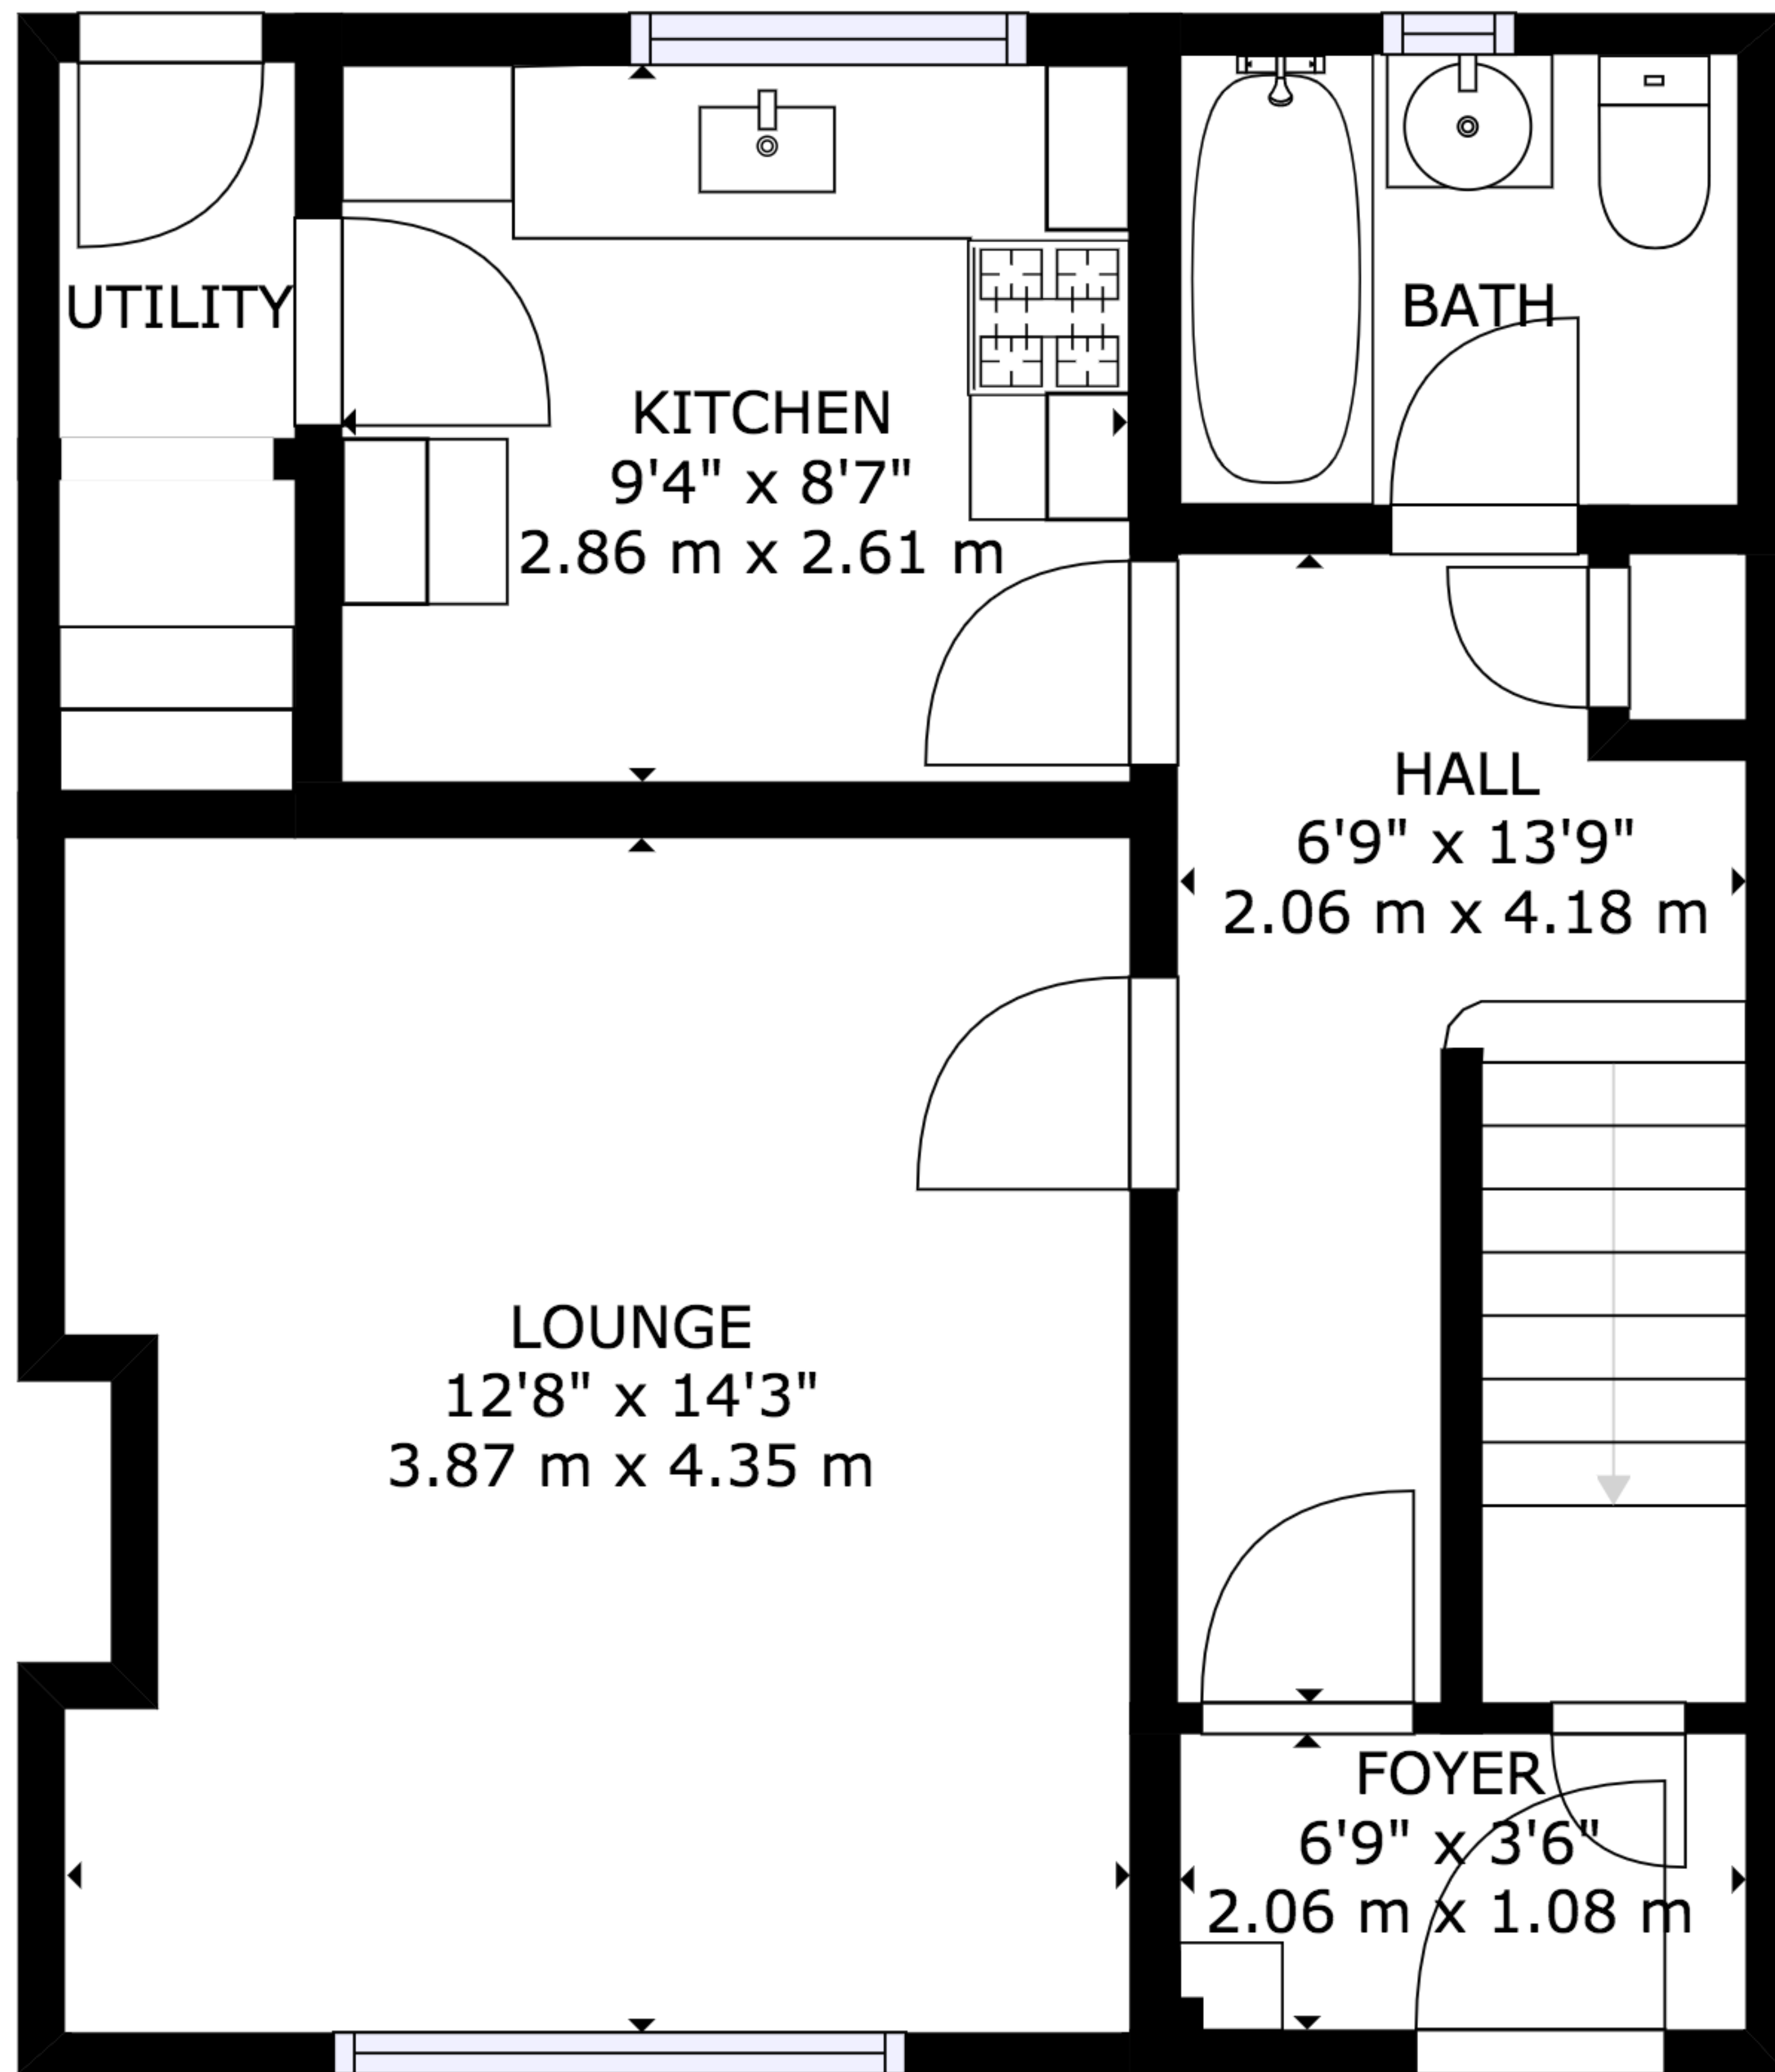 UTILITY
BATH
KITCHEN
9'4" x 8'7"
2.86 m x 2.61 m
HALL
6'9" x 13'9"
2.06 m x 4.18 m
LOUNGE
12'8" x 14'3"
3.87 m x 4.35 m
FOYER
6'9" x 3'6"
2.06 m x 1.08 m